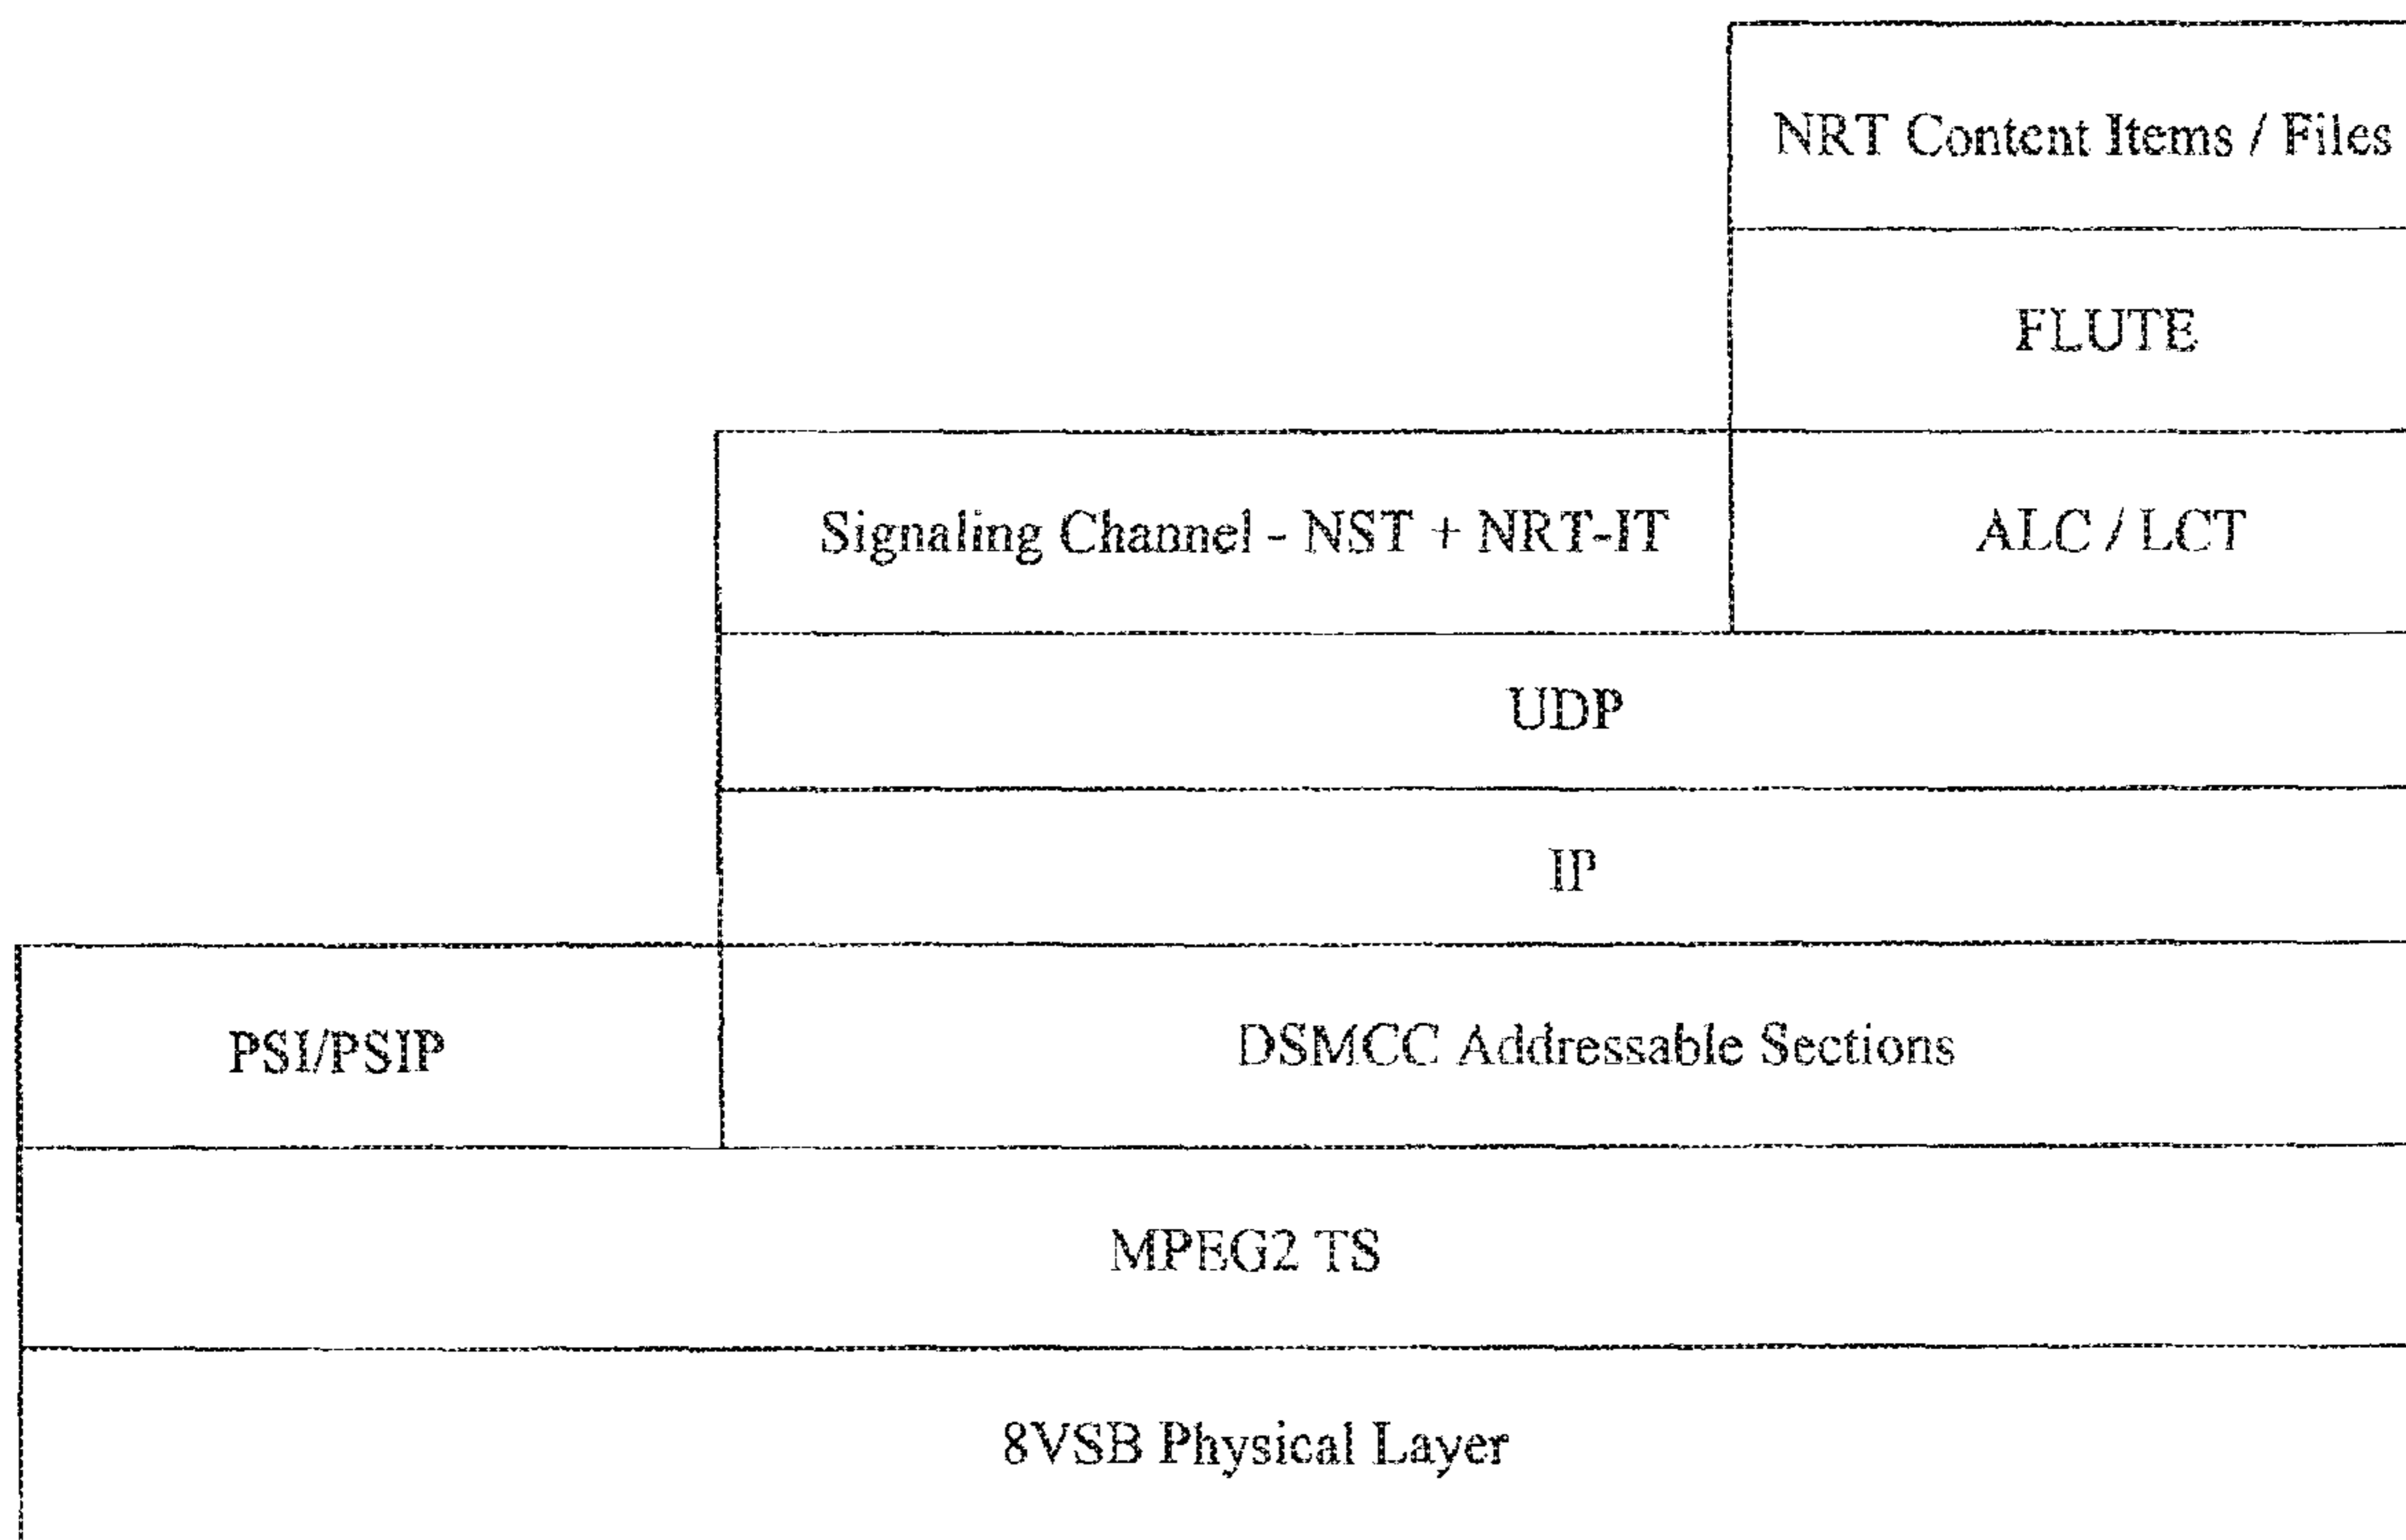 NRT Content Items / Files
FLUTE
Signaling Channel - NST + NRT-IT
ALC / LCT
UDP
IP
PSI/PSIP
DSMCC Addressable Sections
MPEG2 TS
8VSB Physical Layer